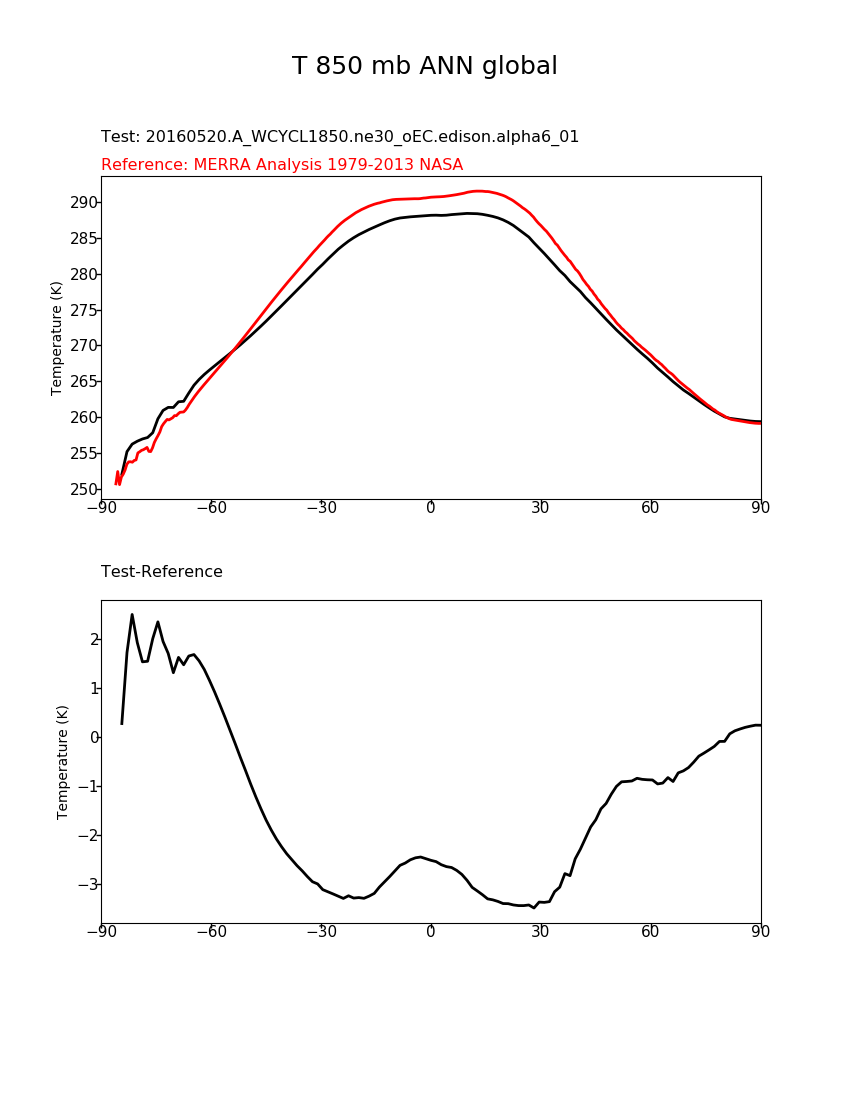 T 850 mb ANN global
Test: 20160520.A_WCYCL1850.ne30_oEC.edison.alpha6_01
Reference: MERRA Analysis 1979-2013 NASA
Temperature (K)
290
285
280
275
270
265
260
255
250
−90 −60 −30 0 30 60 90
Test-Reference
Temperature (K)
2
1
0
−1
−2
−3
−90 −60 −30 0 30 60 90